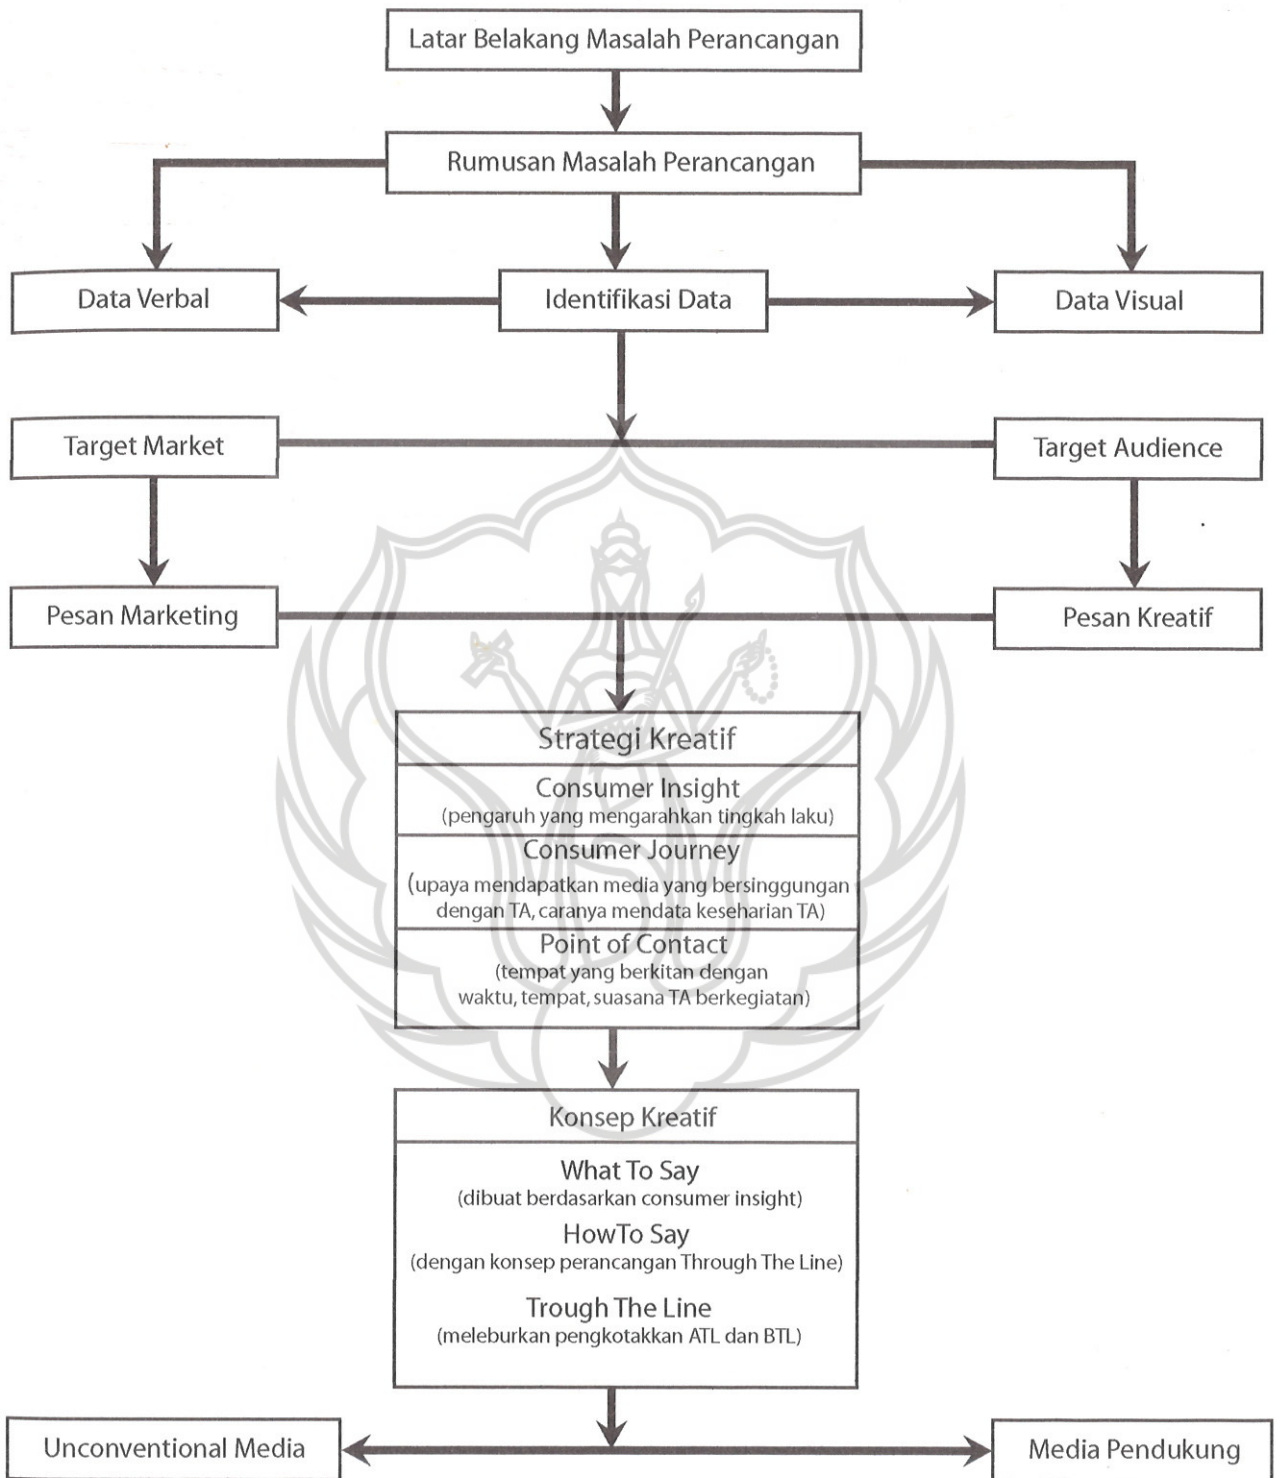 Latar Belakang Masalah Perancangan
Rumusan Masalah Perancangan
Data Verbal
Identifikasi Data
Data Visual
Target Market
Target Audience
Pesan Marketing
Pesan Kreatif
Strategi Kreatif
Consumer Insight
(pengaruh yang mengarahkan tingkah laku)
Consumer Journey
(upaya mendapatkan media yang bersinggungan
dengan TA, caranya mendata keseharian TA)
Point of Contact
(tempat yang berkitan dengan
waktu, tempat, suasana TA berkegiatan)
Konsep Kreatif
What To Say
(dibuat berdasarkan consumer insight)
HowTo Say
(dengan konsep perancangan Through The Line)
Trough The Line
(meleburkan pengkotakkan ATL dan BTL)
Unconventional Media
Media Pendukung